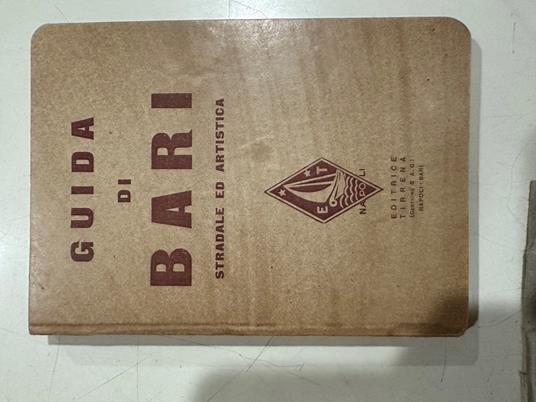 GUIDA
DI
BARI
STRADALE ED ARTISTICA
E T
NAPOLI
EDITRICE
TIRRENA
NAPOLI - BARI